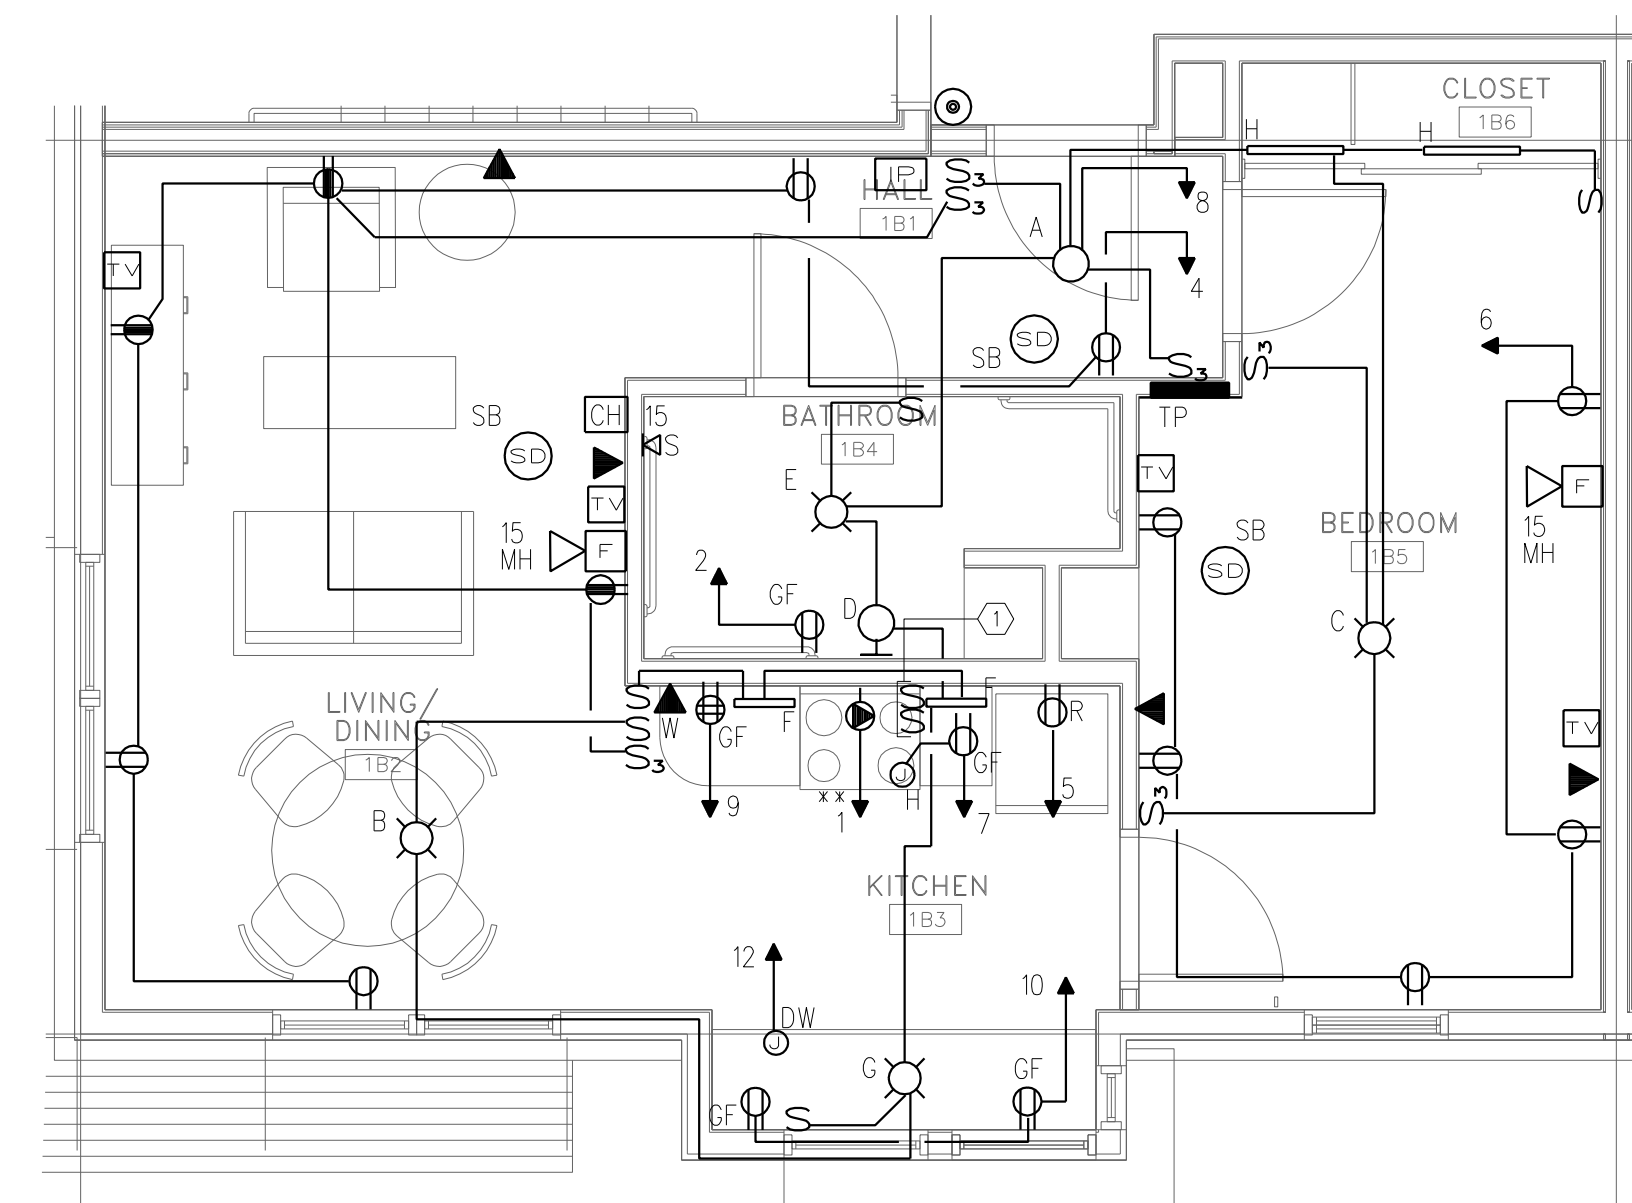 CLOSET
1B6
H
H
IP
S3
S3
HALL
1B1
8
A
S
TV
4
SD
SB
6
S3
S3
TP
CH
15
S
S
BATHROOM
1B4
SB
SD
TV
E
TV
F
15
MH
F
15
MH
BEDROOM
1B5
SB
SD
2
GF
D
1
C
LIVING/
DINING
1B2
S
S
S3
W
GF
F
S
S
F
GF
R
J
H
**
9
1
7
5
TV
S3
B
KITCHEN
1B3
12
10
DW
J
G
GF
GF
S